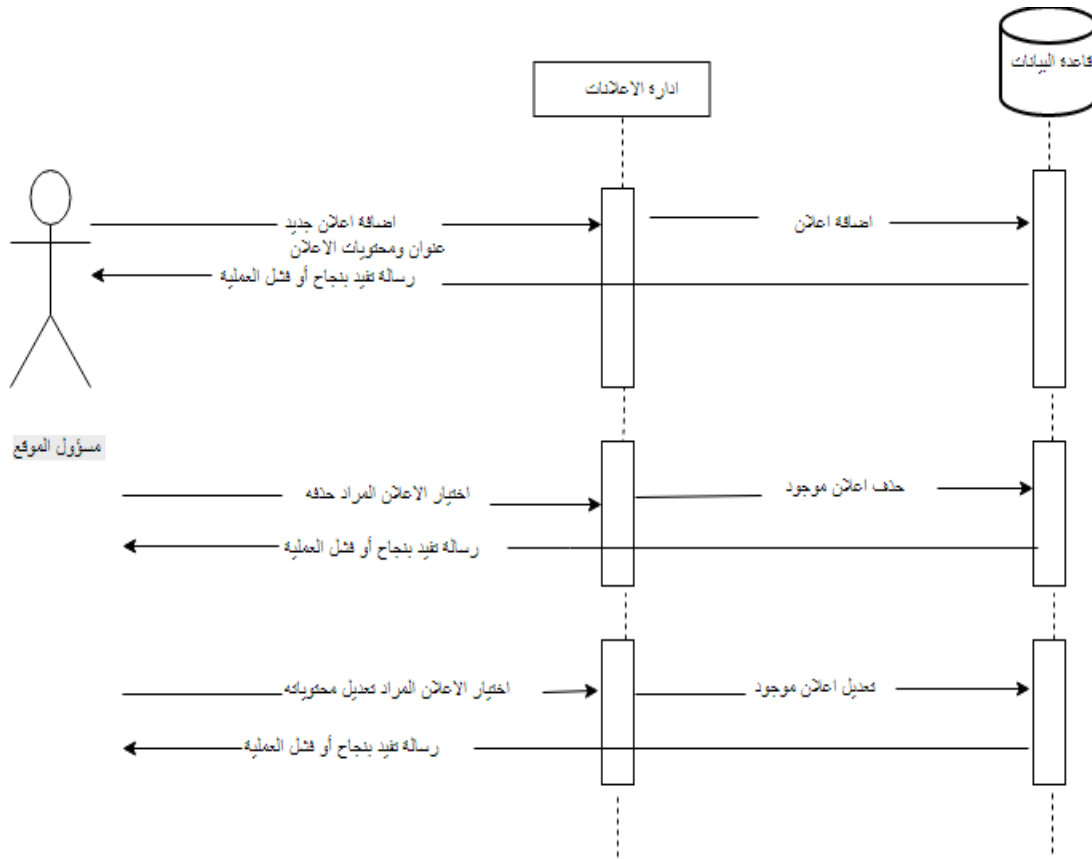 قاعدة البيانات
ادارة الاعلانات
اضافة اعلان جديد
اضافة اعلان
عنوان ومحتويات الاعلان
رسالة تفيد بنجاح أو فشل العملية
مسؤول الموقع
اختيار الاعلان المراد حذفه
حذف اعلان موجود
رسالة تفيد بنجاح أو فشل العملية
اختيار الاعلان المراد تعديل محتوياته
تعديل اعلان موجود
رسالة تفيد بنجاح أو فشل العملية